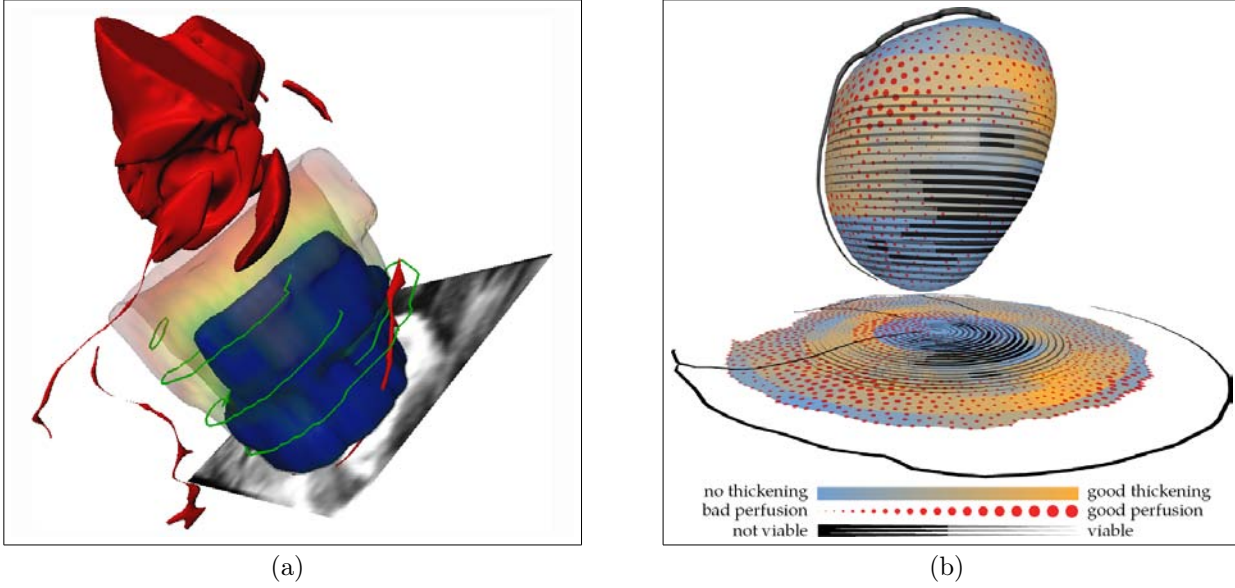 no thickening good thickening
bad perfusion good perfusion
not viable viable
(a) (b)